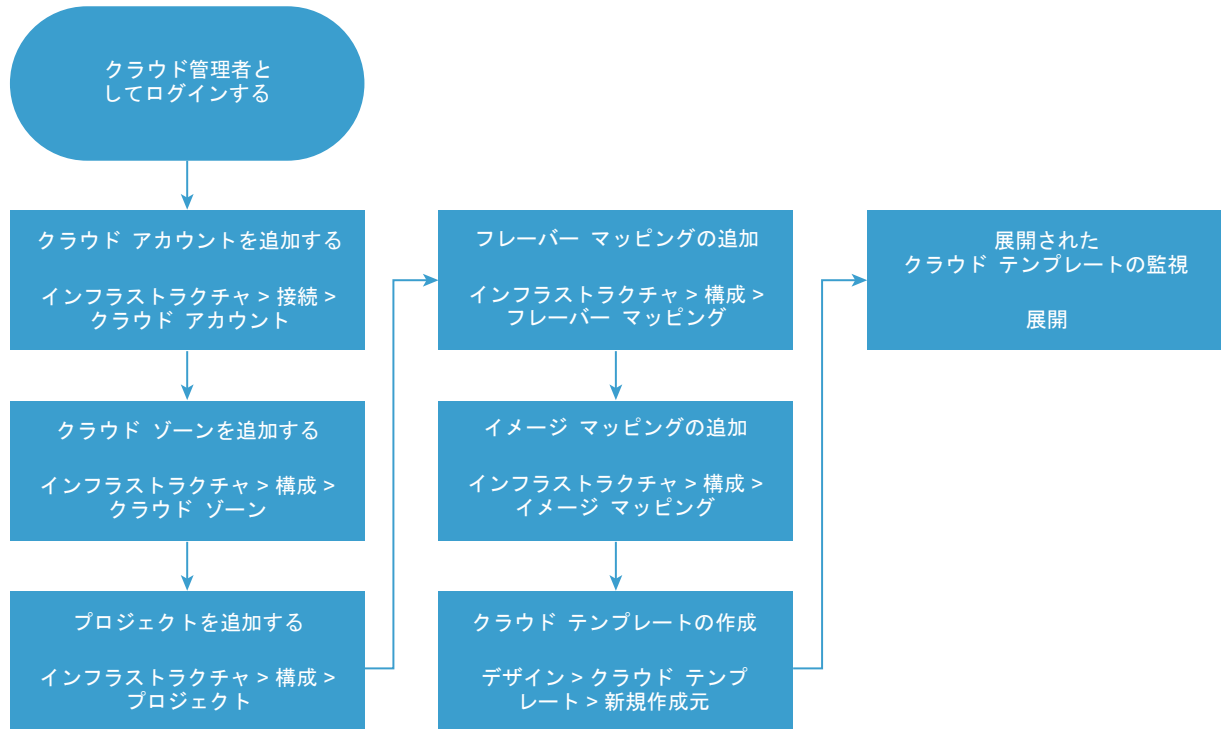 クラウド管理者と
してログインする
クラウド アカウントを追加する
インフラストラクチャ > 接続 >
クラウド アカウント
クラウド ゾーンを追加する
インフラストラクチャ > 構成 >
クラウド ゾーン
プロジェクトを追加する
インフラストラクチャ > 構成 >
プロジェクト
フレーバー マッピングの追加
インフラストラクチャ > 構成 >
フレーバー マッピング
イメージ マッピングの追加
インフラストラクチャ > 構成 >
イメージ マッピング
クラウド テンプレートの作成
デザイン > クラウド テンプ
レート > 新規作成元
展開された
クラウド テンプレートの監視
展開